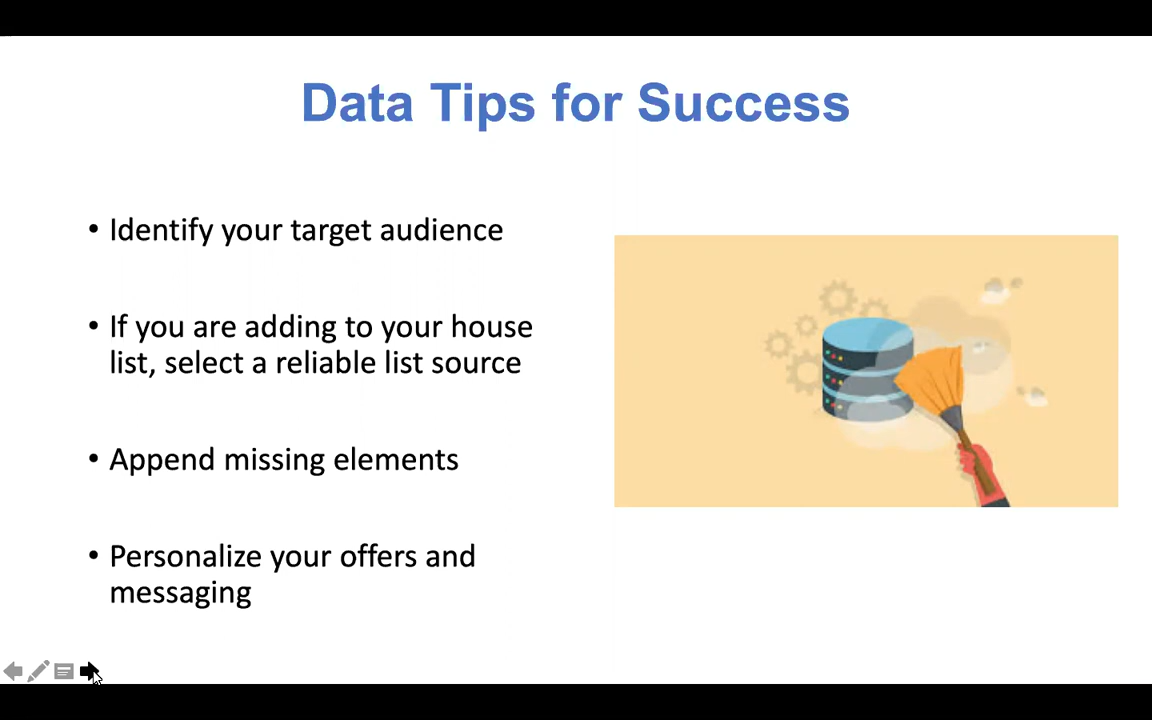 Data Tips for Success
• Identify your target audience
• If you are adding to your house
list, select a reliable list source
• Append missing elements
• Personalize your offers and
messaging